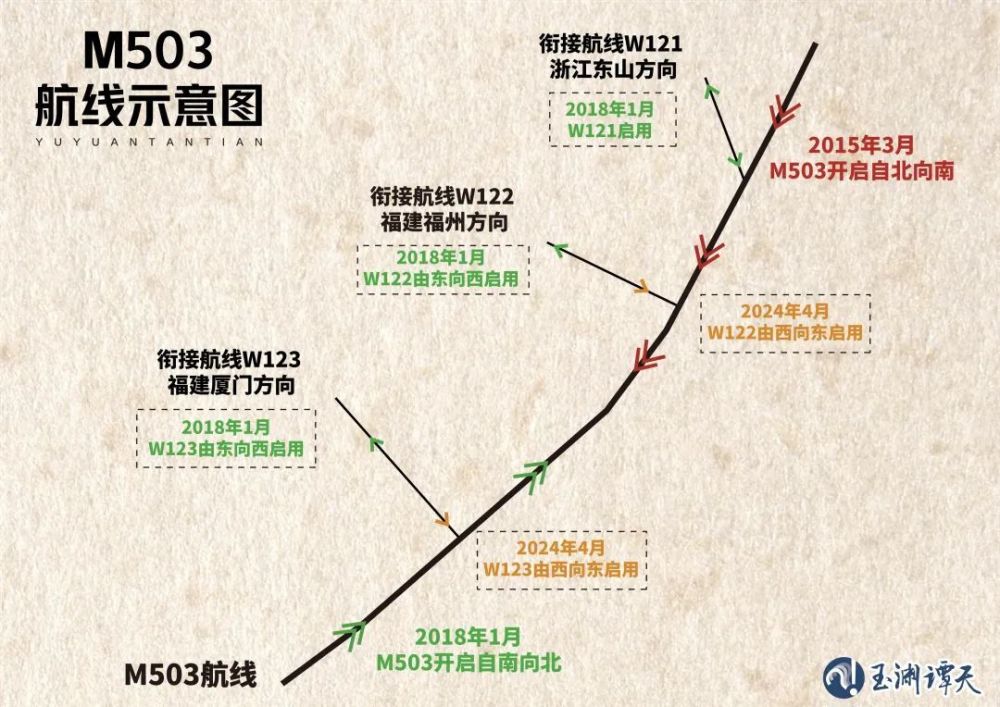 M503
航线示意图
YUYUANTANTIAN
衔接航线W121
浙江东山方向
2018年1月
W121启用
2015年3月
M503开启自北向南
衔接航线W122
福建福州方向
2018年1月
W122由东向西启用
2024年4月
W122由西向东启用
衔接航线W123
福建厦门方向
2018年1月
W123由东向西启用
2024年4月
W123由西向东启用
2018年1月
M503开启自南向北
M503航线
玉渊谭天